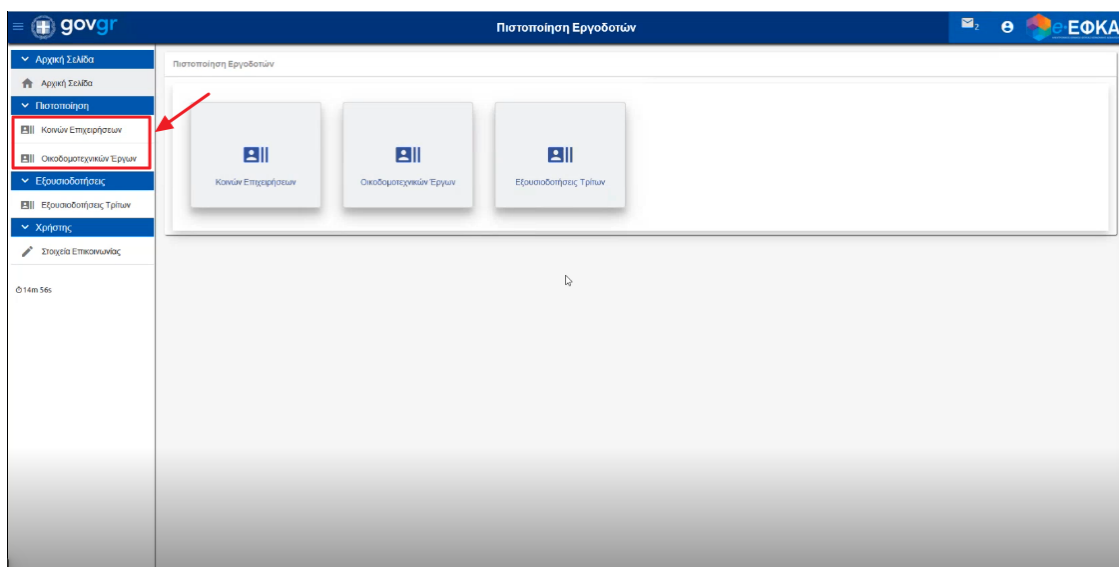 govgr
Πιστοποίηση Εργοδοτών
2
e-ΕΦΚΑ
Αρχική Σελίδα
Αρχική Σελίδα
Πιστοποίηση
Κοινών Επιχειρήσεων
Οικοδομοτεχνικών Έργων
Εξουσιοδοτήσεις
Εξουσιοδοτήσεις Τρίτων
Χρήστης
Στοιχεία Επικοινωνίας
14m 56s
Πιστοποίηση Εργοδοτών
Κοινών Επιχειρήσεων
Οικοδομοτεχνικών Έργων
Εξουσιοδοτήσεις Τρίτων